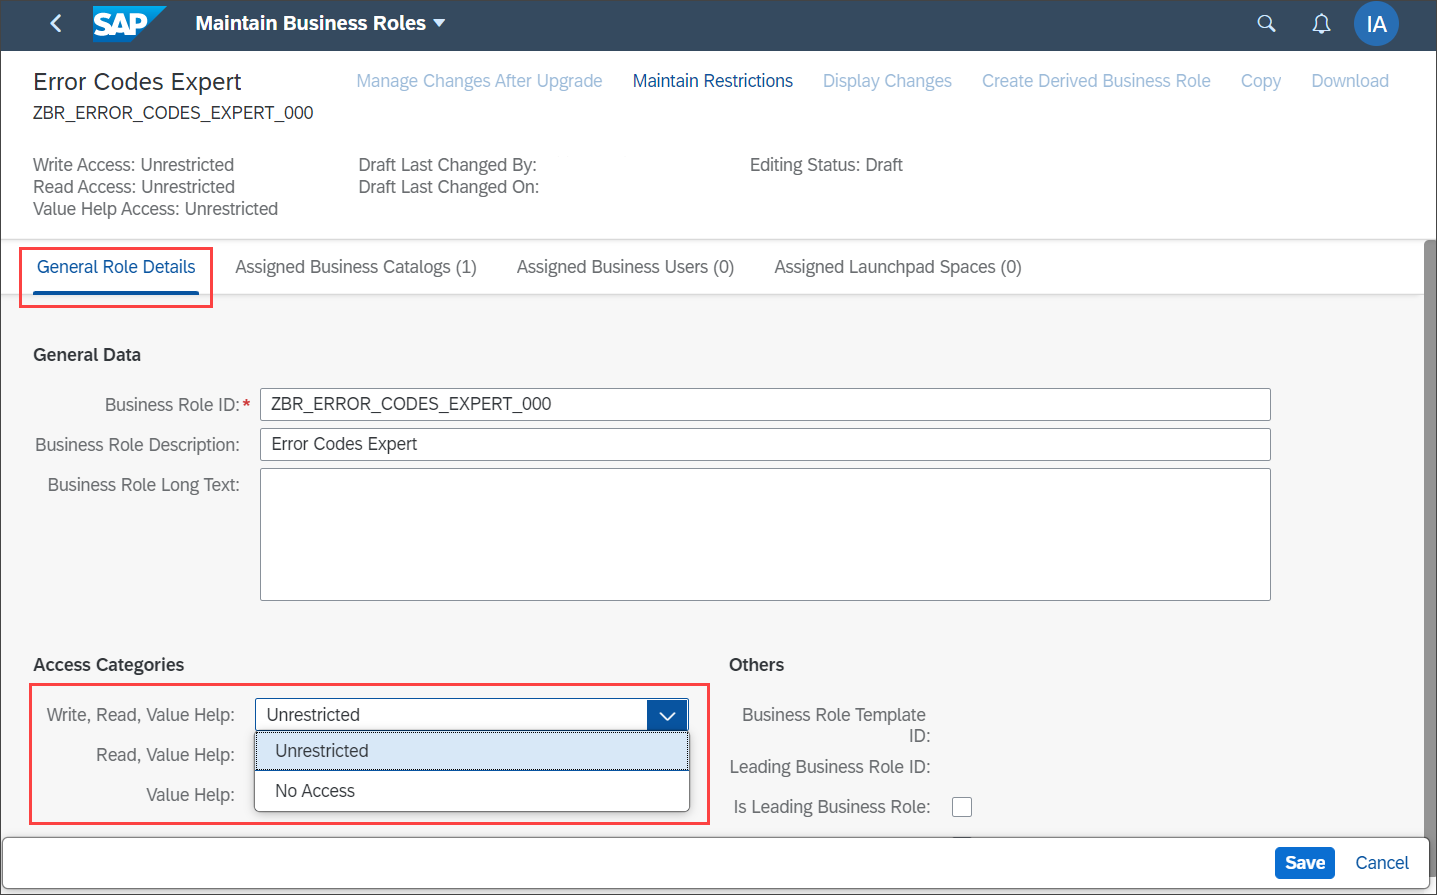 SAP Maintain Business Roles IA
Error Codes Expert Manage Changes After Upgrade Maintain Restrictions Display Changes Create Derived Business Role Copy Download
ZBR_ERROR_CODES_EXPERT_000
Write Access: Unrestricted Draft Last Changed By: Editing Status: Draft
Read Access: Unrestricted Draft Last Changed On:
Value Help Access: Unrestricted
General Role Details Assigned Business Catalogs (1) Assigned Business Users (0) Assigned Launchpad Spaces (0)
General Data
Business Role ID:* ZBR_ERROR_CODES_EXPERT_000
Business Role Description: Error Codes Expert
Business Role Long Text:
Access Categories Others
Write, Read, Value Help: Unrestricted Business Role Template
ID:
Read, Value Help: Unrestricted
Leading Business Role ID:
Value Help: No Access
Is Leading Business Role:
Save Cancel